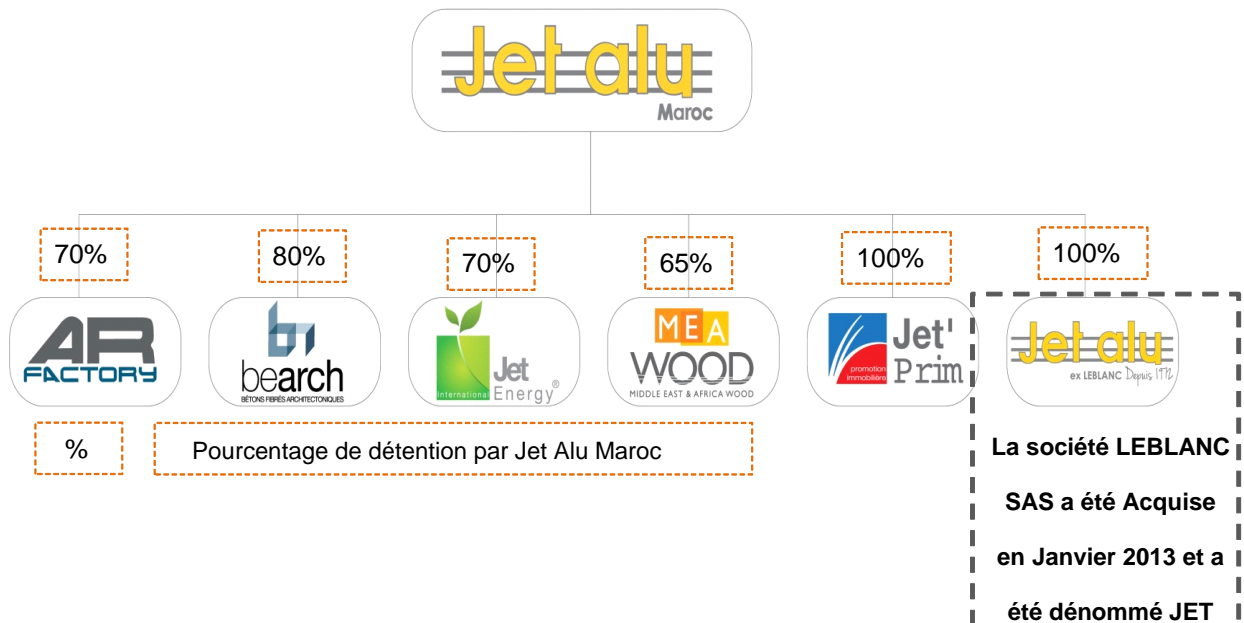 Jet alu
Maroc
70%
80%
70%
65%
100%
100%
AR
FACTORY
bearch
BÉTONS FIBRÉS ARCHITECTONIQUES
Jet
International Energy®
MEA
WOOD
MIDDLE EAST & AFRICA WOOD
promotion
immobilière
Jet'
Prim
Jet alu
ex LEBLANC Depuis 1972
%
Pourcentage de détention par Jet Alu Maroc
La société LEBLANC
SAS a été Acquise
en Janvier 2013 et a
été dénommé JET